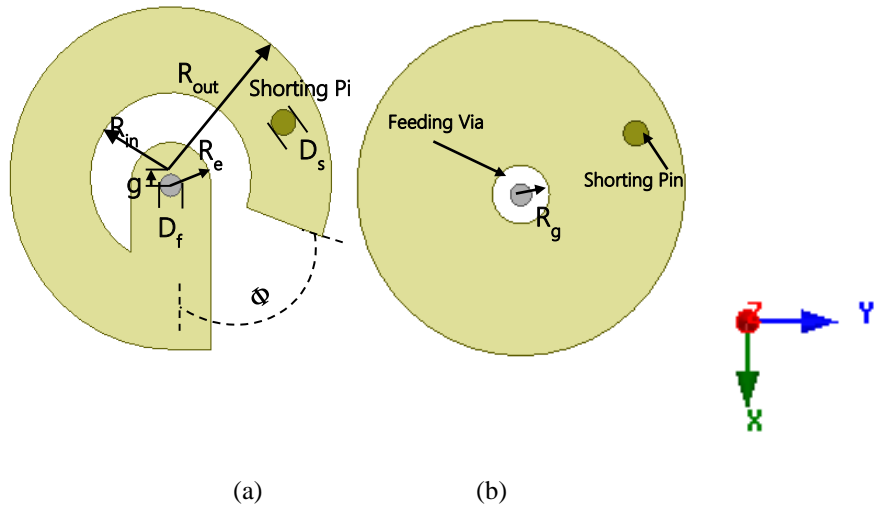 R_out
Shorting Pi
R_in
D_s
R_e
g
D_f
Φ
Feeding Via
Shorting Pin
R_g
Z
Y
X
(a)
(b)